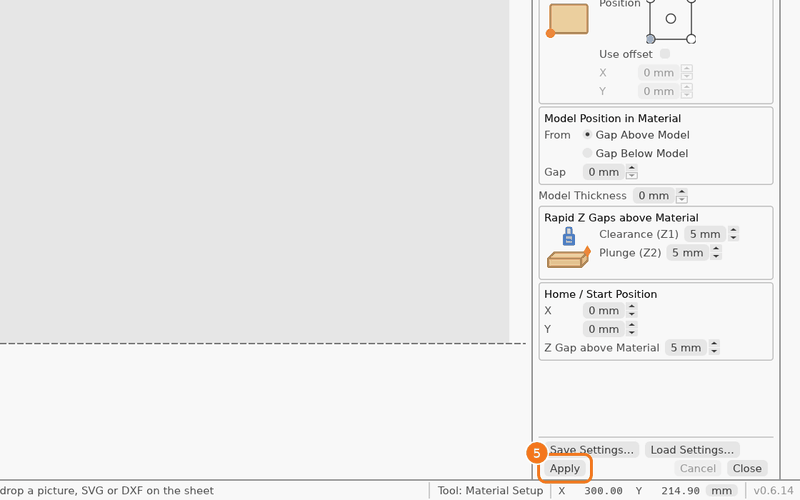 Position
Use offset
X 0 mm
Y 0 mm
Model Position in Material
From Gap Above Model
Gap Below Model
Gap 0 mm
Model Thickness 0 mm
Rapid Z Gaps above Material
Clearance (Z1) 5 mm
Plunge (Z2) 5 mm
Home / Start Position
X 0 mm
Y 0 mm
Z Gap above Material 5 mm
Save Settings... Load Settings...
5
Apply Cancel Close
drop a picture, SVG or DXF on the sheet Tool: Material Setup X 300.00 Y 214.90 mm v0.6.14